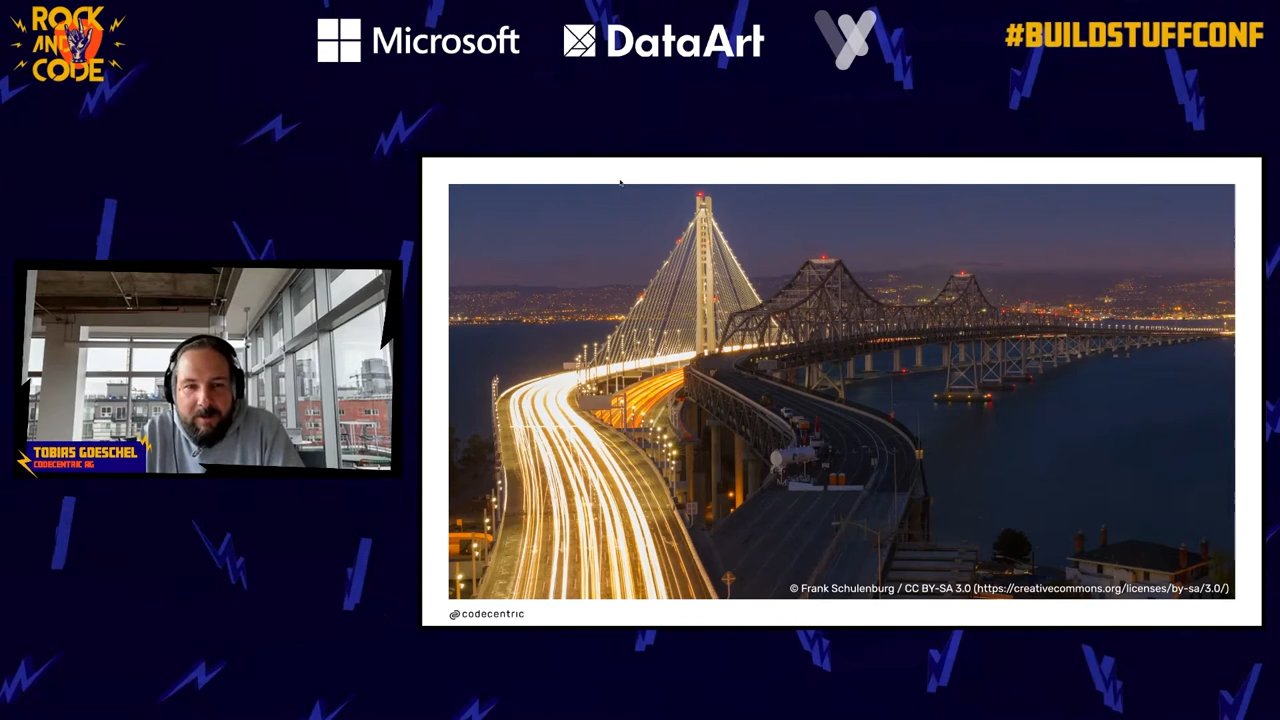 ROCK
AND
CODE
Microsoft
DataArt
#BUILDSTUFFCONF
TOBIAS GOESCHEL
CODECENTRIC AG
© Frank Schulenburg / CC BY-SA 3.0 (https://creativecommons.org/licenses/by-sa/3.0/)
codecentric